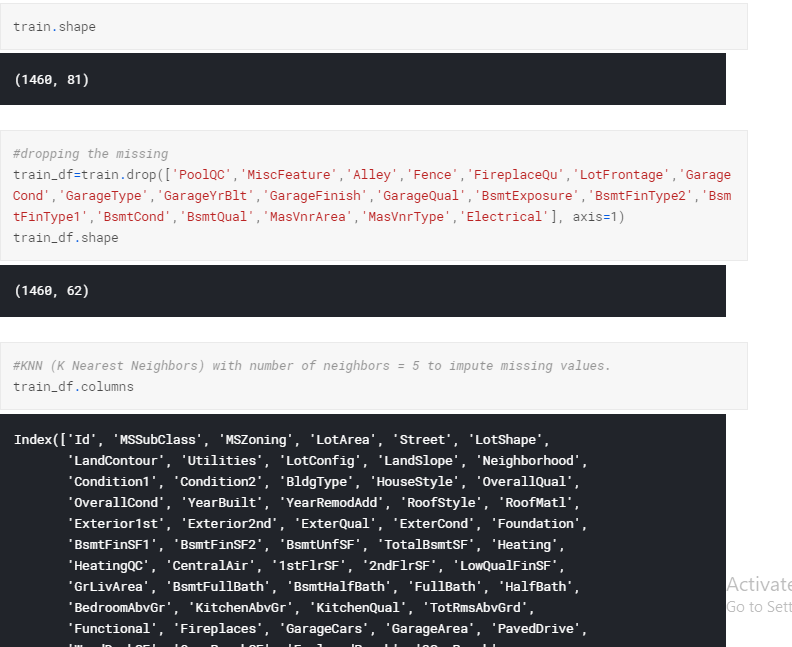 train.shape
(1460, 81)
#dropping the missing
train_df=train.drop(['PoolQC','MiscFeature','Alley','Fence','FireplaceQu','LotFrontage','Garage
Cond','GarageType','GarageYrBlt','GarageFinish','GarageQual','BsmtExposure','BsmtFinType2','Bsm
tFinType1','BsmtCond','BsmtQual','MasVnrArea','MasVnrType','Electrical'], axis=1)
train_df.shape
(1460, 62)
#KNN (K Nearest Neighbors) with number of neighbors = 5 to impute missing values.
train_df.columns
Index(['Id', 'MSSubClass', 'MSZoning', 'LotArea', 'Street', 'LotShape',
'LandContour', 'Utilities', 'LotConfig', 'LandSlope', 'Neighborhood',
'Condition1', 'Condition2', 'BldgType', 'HouseStyle', 'OverallQual',
'OverallCond', 'YearBuilt', 'YearRemodAdd', 'RoofStyle', 'RoofMatl',
'Exterior1st', 'Exterior2nd', 'ExterQual', 'ExterCond', 'Foundation',
'BsmtFinSF1', 'BsmtFinSF2', 'BsmtUnfSF', 'TotalBsmtSF', 'Heating',
'HeatingQC', 'CentralAir', '1stFlrSF', '2ndFlrSF', 'LowQualFinSF',
'GrLivArea', 'BsmtFullBath', 'BsmtHalfBath', 'FullBath', 'HalfBath',
'BedroomAbvGr', 'KitchenAbvGr', 'KitchenQual', 'TotRmsAbvGrd',
'Functional', 'Fireplaces', 'GarageCars', 'GarageArea', 'PavedDrive',
Activate
Go to Sett